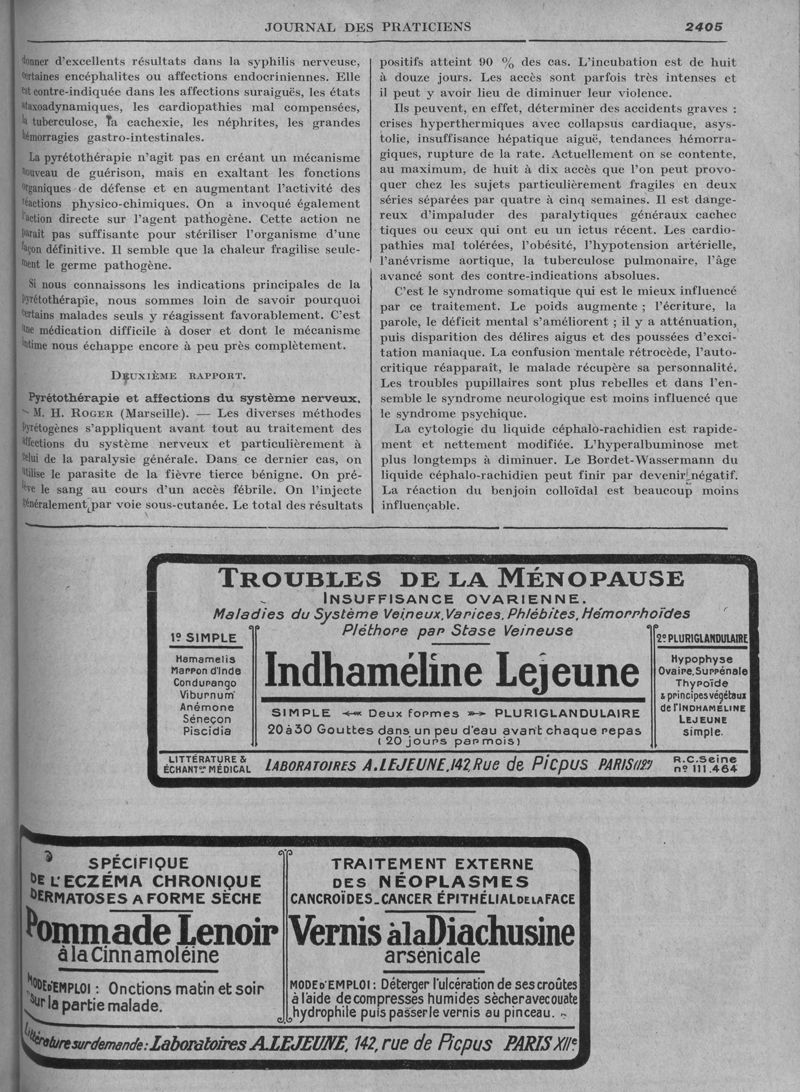 JOURNAL DES PRATICIENS
2405
donner d'excellents résultats dans la syphilis nerveuse,
certaines encéphalites ou affections endocriniennes. Elle
est contre-indiquée dans les affections suraiguës, les états
ataxoadynamiques, les cardiopathies mal compensées,
la tuberculose, la cachexie, les néphrites, les grandes
hémorragies gastro-intestinales.
La pyrétothérapie n'agit pas en créant un mécanisme
nouveau de guérison, mais en exaltant les fonctions
organiques de défense et en augmentant l'activité des
réactions physico-chimiques. On a invoqué également
l'action directe sur l'agent pathogène. Cette action ne
paraît pas suffisante pour stériliser l'organisme d'une
façon définitive. Il semble que la chaleur fragilise seule-
ment le germe pathogène.
Si nous connaissons les indications principales de la
pyrétothérapie, nous sommes loin de savoir pourquoi
certains malades seuls y réagissent favorablement. C'est
une médication difficile à doser et dont le mécanisme
intime nous échappe encore à peu près complètement.
DEUXIÈME RAPPORT.
Pyrétothérapie et affections du système nerveux.
— M. H. ROGER (Marseille). — Les diverses méthodes
pyrétogènes s'appliquent avant tout au traitement des
affections du système nerveux et particulièrement à
celui de la paralysie générale. Dans ce dernier cas, on
utilise le parasite de la fièvre tierce bénigne. On pré-
lève le sang au cours d'un accès fébrile. On l'injecte
généralement par voie sous-cutanée. Le total des résultats
positifs atteint 90 % des cas. L'incubation est de huit
à douze jours. Les accès sont parfois très intenses et
il peut y avoir lieu de diminuer leur violence.
Ils peuvent, en effet, déterminer des accidents graves :
crises hyperthermiques avec collapsus cardiaque, asys-
tolie, insuffisance hépatique aiguë, tendances hémorra-
giques, rupture de la rate. Actuellement on se contente,
au maximum, de huit à dix accès que l'on peut provo-
quer chez les sujets particulièrement fragiles en deux
séries séparées par quatre à cinq semaines. Il est dange-
reux d'impaluder des paralytiques généraux cachec
tiques ou ceux qui ont eu un ictus récent. Les cardio-
pathies mal tolérées, l'obésité, l'hypotension artérielle,
l'anévrisme aortique, la tuberculose pulmonaire, l'âge
avancé sont des contre-indications absolues.
C'est le syndrome somatique qui est le mieux influencé
par ce traitement. Le poids augmente ; l'écriture, la
parole, le déficit mental s'améliorent ; il y a atténuation,
puis disparition des délires aigus et des poussées d'exci-
tation maniaque. La confusion mentale rétrocède, l'auto-
critique réapparaît, le malade récupère sa personnalité.
Les troubles pupillaires sont plus rebelles et dans l'en-
semble le syndrome neurologique est moins influencé que
le syndrome psychique.
La cytologie du liquide céphalo-rachidien est rapide-
ment et nettement modifiée. L'hyperalbuminose met
plus longtemps à diminuer. Le Bordet-Wassermann du
liquide céphalo-rachidien peut finir par devenir négatif.
La réaction du benjoin colloïdal est beaucoup moins
influençable.
TROUBLES DE LA MÉNOPAUSE
INSUFFISANCE OVARIENNE.
Maladies du Système Veineux, Varices, Phlébites, Hémorrhoïdes
Pléthore par Stase Veineuse
1º SIMPLE
Hamamelis
Marron d'Inde
Condurango
Viburnum
Anémone
Séneçon
Piscidia
Indhaméline Lejeune
SIMPLE Deux formes PLURIGLANDULAIRE
20 à 30 Gouttes dans un peu d'eau avant chaque repas
(20 jours par mois)
2º PLURIGLANDULAIRE
Hypophyse
Ovaire, Surrénale
Thyroïde
& principes végétaux
de l'INDHAMELINE
LEJEUNE
simple.
LITTÉRATURE &
ÉCHANTon MÉDICAL
LABORATOIRES A. LEJEUNE, 142, Rue de Picpus PARIS (12e)
R.C. Seine
nº 111.464
SPÉCIFIQUE
DE L'ECZÉMA CHRONIQUE
DERMATOSES A FORME SÈCHE
Pommade Lenoir
à la Cinnamoléine
MODE D'EMPLOI : Onctions matin et soir
sur la partie malade.
TRAITEMENT EXTERNE
DES NÉOPLASMES
CANCROÏDES_CANCER ÉPITHÉLIAL DE LA FACE
Vernis à la Diachusine
arsénicale
MODE D'EMPLOI : Déterger l'ulcération de ses croûtes
à l'aide de compresses humides sècher avec ouate
hydrophile puis passer le vernis au pinceau.
Littérature sur demande : Laboratoires A. LEJEUNE, 142, rue de Picpus PARIS XIIe